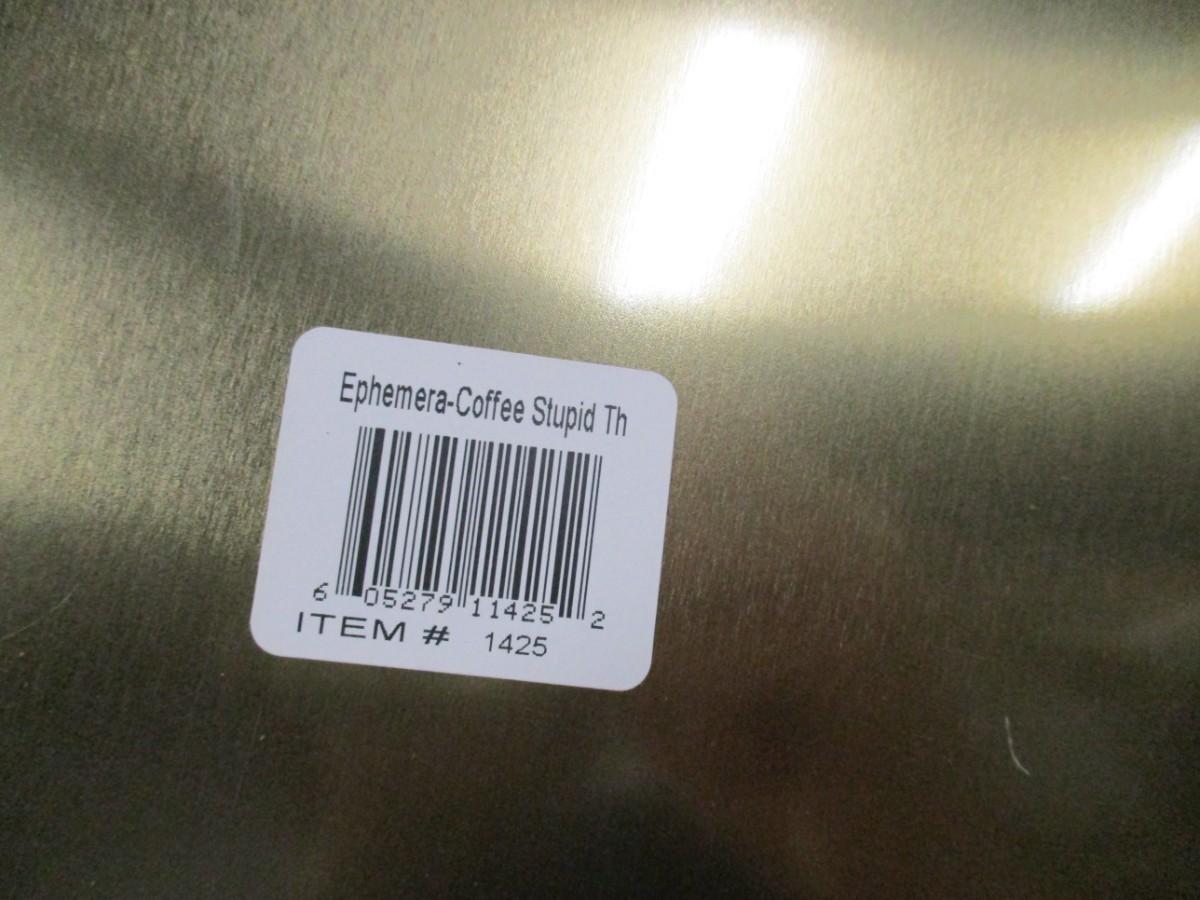 Ephemera-Coffee Stupid Th
6 05279 11425 2
ITEM # 1425